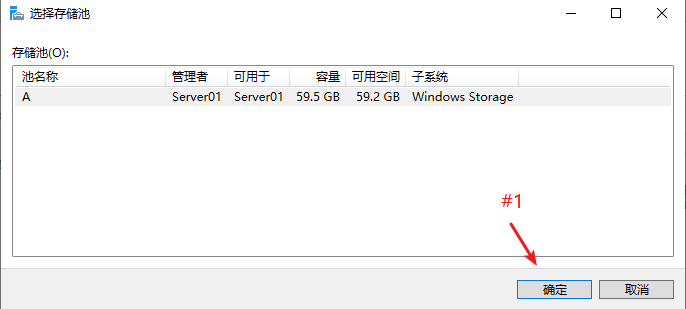 选择存储池
存储池(O):
池名称 管理者 可用于 容量 可用空间 子系统
A Server01 Server01 59.5 GB 59.2 GB Windows Storage
#1
确定 取消